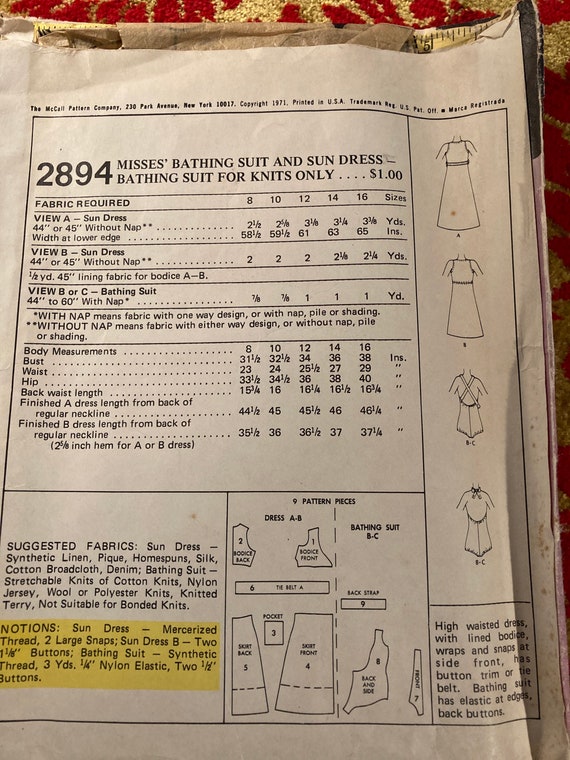 5
The McCall Pattern Company, 230 Park Avenue, New York 10017. Copyright 1971, Printed in U.S.A. Trademark Reg. U.S. Pat. Off. ■ Marca Registrada
2894 MISSES' BATHING SUIT AND SUN DRESS –
BATHING SUIT FOR KNITS ONLY .... $1.00
FABRIC REQUIRED 8 10 12 14 16 Sizes
VIEW A – Sun Dress
44" or 45" Without Nap** 2½ 2⅝ 3⅛ 3¼ 3⅜ Yds.
Width at lower edge 58½ 59½ 61 63 65 Ins.
VIEW B – Sun Dress
44" or 45" Without Nap** 2 2 2 2⅛ 2¼ Yds.
½ yd. 45" lining fabric for bodice A–B.
VIEW B or C – Bathing Suit
44" to 60" With Nap* ⅞ ⅞ 1 1 1 Yd.
*WITH NAP means fabric with one way design, or with nap, pile or shading.
**WITHOUT NAP means fabric with either way design, or without nap, pile
or shading.
Body Measurements 8 10 12 14 16
Bust 31½ 32½ 34 36 38 Ins.
Waist 23 24 25½ 27 29 "
Hip 33½ 34½ 36 38 40 "
Back waist length 15¾ 16 16¼ 16½ 16¾ "
Finished A dress length from back of
regular neckline 44½ 45 45½ 46 46¼ "
Finished B dress length from back of
regular neckline 35½ 36 36½ 37 37¼ "
(2⅝ inch hem for A or B dress)
A
B
B-C
B-C
SUGGESTED FABRICS: Sun Dress –
Synthetic Linen, Pique, Homespuns, Silk,
Cotton Broadcloth, Denim; Bathing Suit –
Stretchable Knits of Cotton Knits, Nylon
Jersey, Wool or Polyester Knits, Knitted
Terry, Not Suitable for Bonded Knits.
NOTIONS: Sun Dress – Mercerized
Thread, 2 Large Snaps; Sun Dress B – Two
1⅛" Buttons; Bathing Suit – Synthetic
Thread, 3 Yds. ¼" Nylon Elastic, Two ½"
Buttons.
9 PATTERN PIECES
DRESS A-B
BATHING SUIT
B-C
2
BODICE
BACK
1
BODICE
FRONT
6 TIE BELT A
BACK STRAP
9
POCKET
3
SKIRT
BACK
5
SKIRT
FRONT
4
8
BACK
AND
SIDE
FRONT
7
High waisted dress,
with lined bodice,
wraps and snaps at
side front, has
button trim or tie
belt. Bathing suit
has elastic at edges,
back buttons.